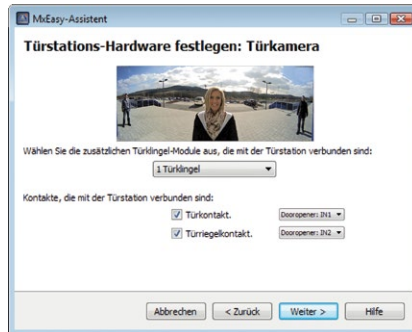 MxEasy-Assistent
Türstations-Hardware festlegen: Türkamera
Wählen Sie die zusätzlichen Türklingel-Module aus, die mit der Türstation verbunden sind:
1 Türklingel
Kontakte, die mit der Türstation verbunden sind:
Türkontakt. Dooropener: IN1
Türriegelkontakt. Dooropener: IN2
Abbrechen < Zurück Weiter > Hilfe